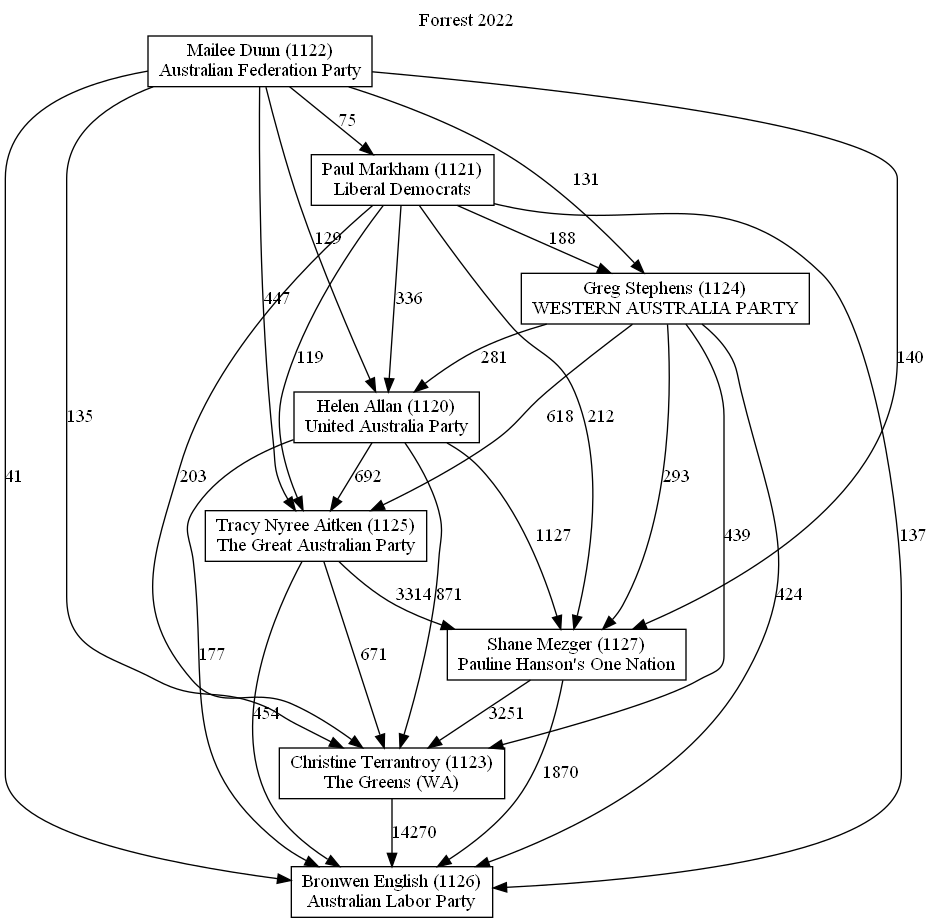 Forrest 2022
Mailee Dunn (1122)
Australian Federation Party
75
Paul Markham (1121)
Liberal Democrats
131
129
188
Greg Stephens (1124)
WESTERN AUSTRALIA PARTY
447
336
119
281
140
Helen Allan (1120)
United Australia Party
135
618
212
41
203
692
1127
293
439
137
Tracy Nyree Aitken (1125)
The Great Australian Party
3314
871
424
177
671
Shane Mezger (1127)
Pauline Hanson's One Nation
454
3251
Christine Terrantroy (1123)
The Greens (WA)
1870
14270
Bronwen English (1126)
Australian Labor Party